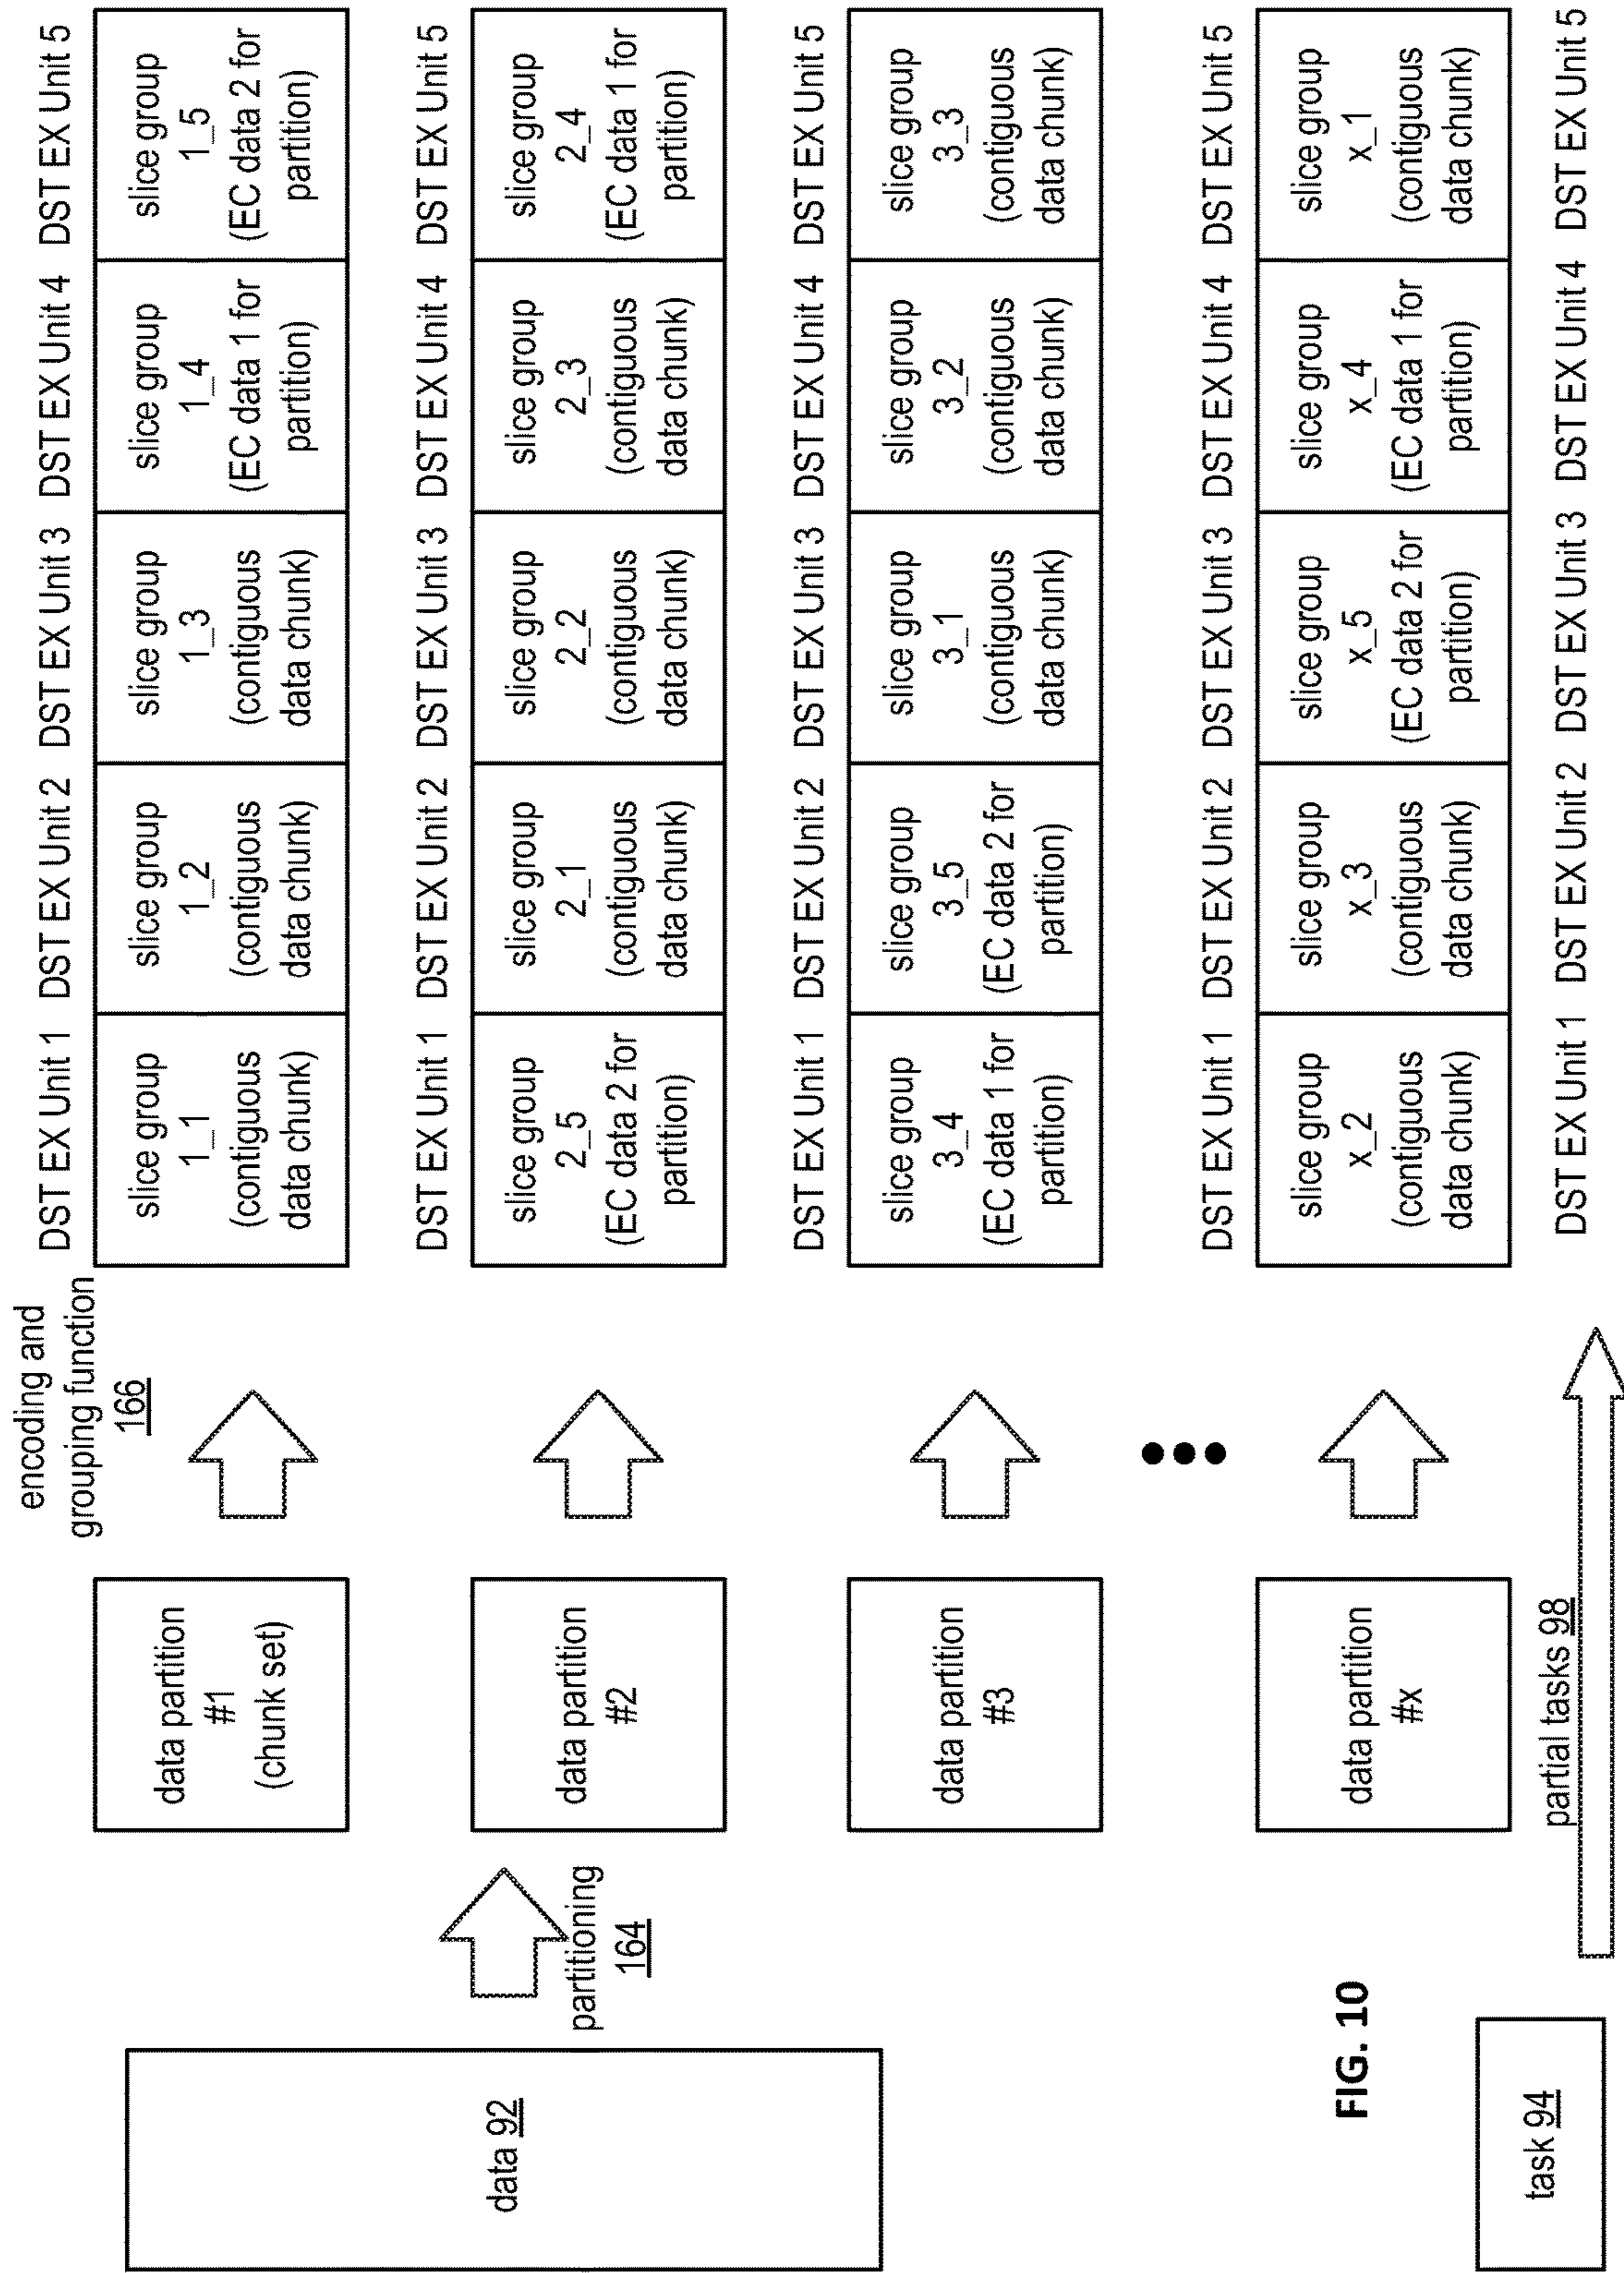 encoding and
grouping function
166
data 92
partitioning
164
data partition
#1
(chunk set)
DST EX Unit 1
DST EX Unit 2
DST EX Unit 3
DST EX Unit 4
DST EX Unit 5
slice group
1_1
(contiguous
data chunk)
slice group
1_2
(contiguous
data chunk)
slice group
1_3
(contiguous
data chunk)
slice group
1_4
(EC data 1 for
partition)
slice group
1_5
(EC data 2 for
partition)
data partition
#2
DST EX Unit 1
DST EX Unit 2
DST EX Unit 3
DST EX Unit 4
DST EX Unit 5
slice group
2_5
(EC data 2 for
partition)
slice group
2_1
(contiguous
data chunk)
slice group
2_2
(contiguous
data chunk)
slice group
2_3
(contiguous
data chunk)
slice group
2_4
(EC data 1 for
partition)
data partition
#3
DST EX Unit 1
DST EX Unit 2
DST EX Unit 3
DST EX Unit 4
DST EX Unit 5
slice group
3_4
(EC data 1 for
partition)
slice group
3_5
(EC data 2 for
partition)
slice group
3_1
(contiguous
data chunk)
slice group
3_2
(contiguous
data chunk)
slice group
3_3
(contiguous
data chunk)
data partition
#x
DST EX Unit 1
DST EX Unit 2
DST EX Unit 3
DST EX Unit 4
DST EX Unit 5
slice group
x_2
(contiguous
data chunk)
slice group
x_3
(contiguous
data chunk)
slice group
x_5
(EC data 2 for
partition)
slice group
x_4
(EC data 1 for
partition)
slice group
x_1
(contiguous
data chunk)
FIG. 10
task 94
partial tasks 98
DST EX Unit 1
DST EX Unit 2
DST EX Unit 3
DST EX Unit 4
DST EX Unit 5